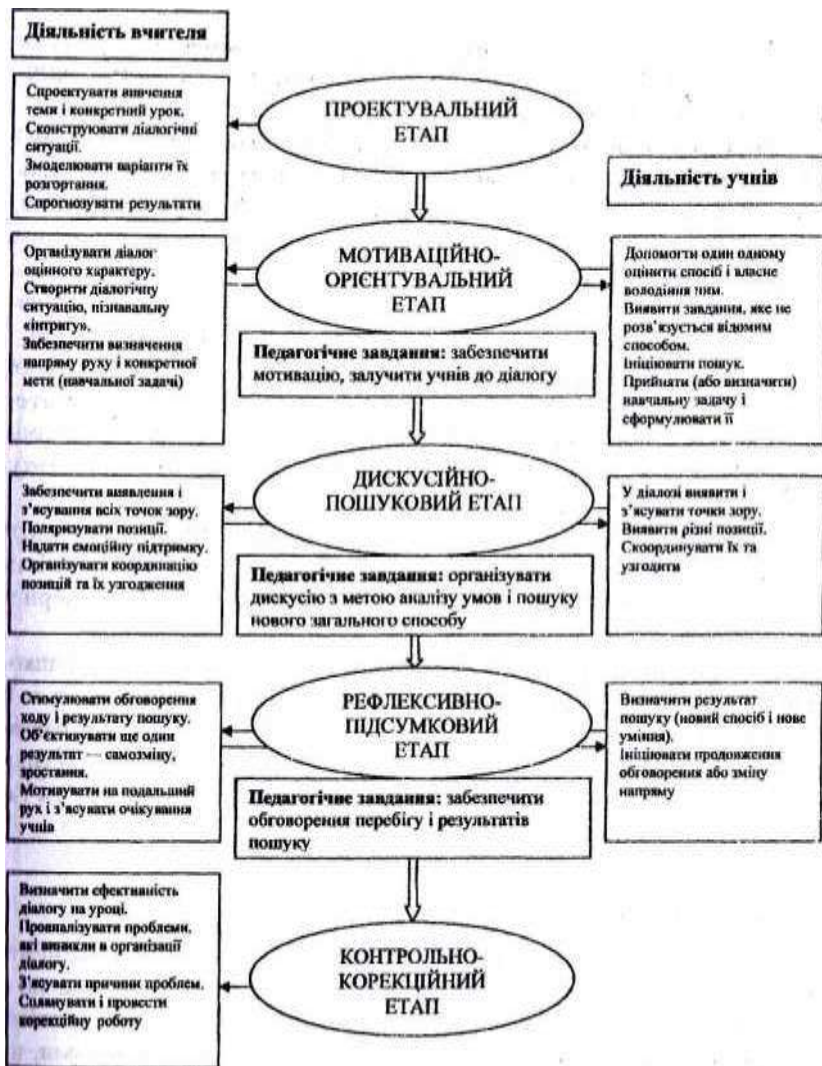 Діяльність вчителя
Спроектувати вивчення
теми і конкретний урок.
Сконструювати діалогічні
ситуації.
Змоделювати варіанти їх
розгортання.
Спрогнозувати результати
ПРОЕКТУВАЛЬНИЙ
ЕТАП
Діяльність учнів
Організувати діалог
оцінного характеру.
Створити діалогічну
ситуацію, пізнавальну
«інтригу».
Забезпечити визначення
напряму руху і конкретної
мети (навчальної задачі)
МОТИВАЦІЙНО-
ОРІЄНТУВАЛЬНИЙ
ЕТАП
Педагогічне завдання: забезпечити
мотивацію, залучити учнів до діалогу
Допомогти один одному
оцінити спосіб і власне
володіння ним.
Виявити завдання, яке не
розв’язується відомим
способом.
Ініціювати пошук.
Прийняти (або визначити)
навчальну задачу і
сформулювати її
Забезпечити виявлення і
з’ясування всіх точок зору.
Поляризувати позиції.
Надати емоційну підтримку.
Організувати координацію
позицій та їх узгодження
ДИСКУСІЙНО-
ПОШУКОВИЙ ЕТАП
Педагогічне завдання: організувати
дискусію з метою аналізу умов і пошуку
нового загального способу
У діалозі виявити і
з’ясувати точки зору.
Виявити різні позиції.
Скоординувати їх та
узгодити
Стимулювати обговорення
ходу і результату пошуку.
Об’єктивувати ще один
результат — самозміну,
зростання.
Мотивувати на подальший
рух і з’ясувати очікування
учнів
РЕФЛЕКСИВНО-
ПІДСУМКОВИЙ
ЕТАП
Педагогічне завдання: забезпечити
обговорення перебігу і результатів
пошуку
Визначити результат
пошуку (новий спосіб і нове
уміння).
Ініціювати продовження
обговорення або зміну
напряму
Визначити ефективність
діалогу на уроці.
Проаналізувати проблеми,
які виникли в організації
діалогу.
З’ясувати причини проблем.
Спланувати і провести
корекційну роботу
КОНТРОЛЬНО-
КОРЕКЦІЙНИЙ
ЕТАП